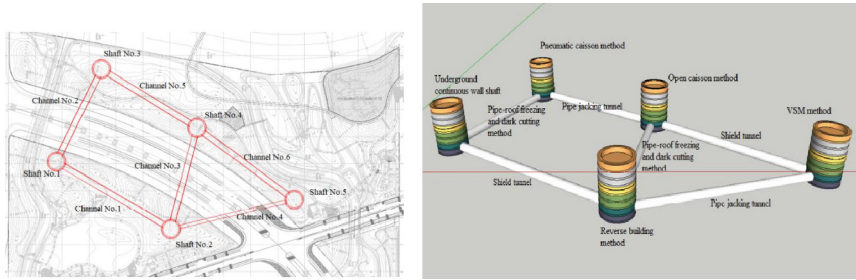 Shaft No.3
Channel No.5
Channel No.2
Shaft No.4
Channel No.3
Channel No.6
Shaft No.1
Channel No.1
Shaft No.5
Channel No.4
Shaft No.2
Pneumatic caisson method
Underground
continuous wall shaft
Open caisson method
VSM method
Pipe-roof freezing
and dark cutting
method
Pipe jacking tunnel
Shield tunnel
Pipe-roof freezing
and dark cutting
method
Shield tunnel
Pipe jacking tunnel
Reverse building
method